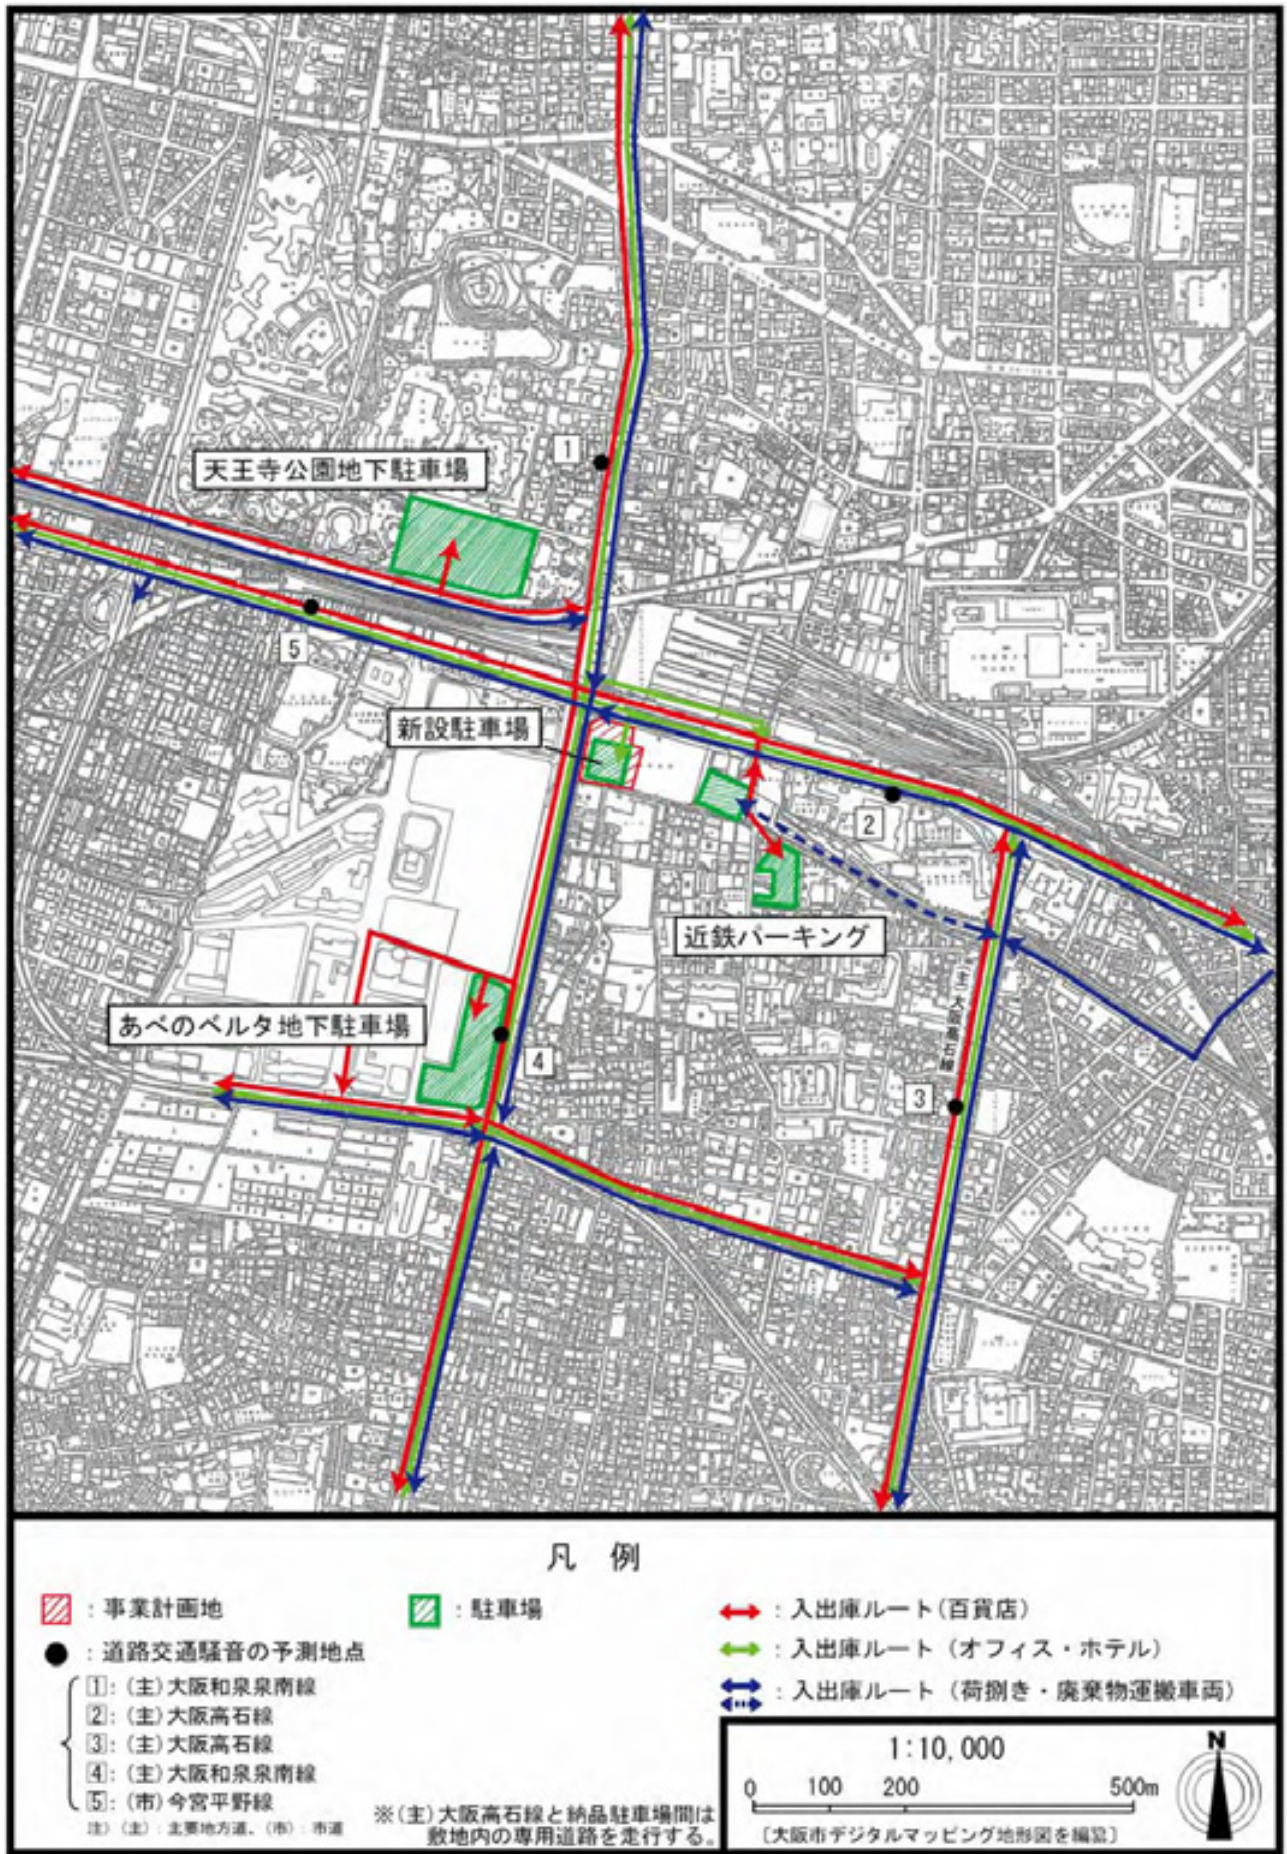 1
天王寺公園地下駐車場
5
新設駐車場
2
近鉄パーキング
(主)大阪高石線
あべのベルタ地下駐車場
4
3
凡 例
:事業計画地
:駐車場
:入出庫ルート(百貨店)
:道路交通騒音の予測地点
:入出庫ルート(オフィス・ホテル)
:入出庫ルート(荷捌き・廃棄物運搬車両)
1:(主)大阪和泉泉南線
2:(主)大阪高石線
3:(主)大阪高石線
4:(主)大阪和泉泉南線
5:(市)今宮平野線
注)(主):主要地方道、(市):市道
※(主)大阪高石線と納品駐車場間は
敷地内の専用道路を走行する。
1:10,000
N
0 100 200 500m
〔大阪市デジタルマッピング地形図を編冩〕